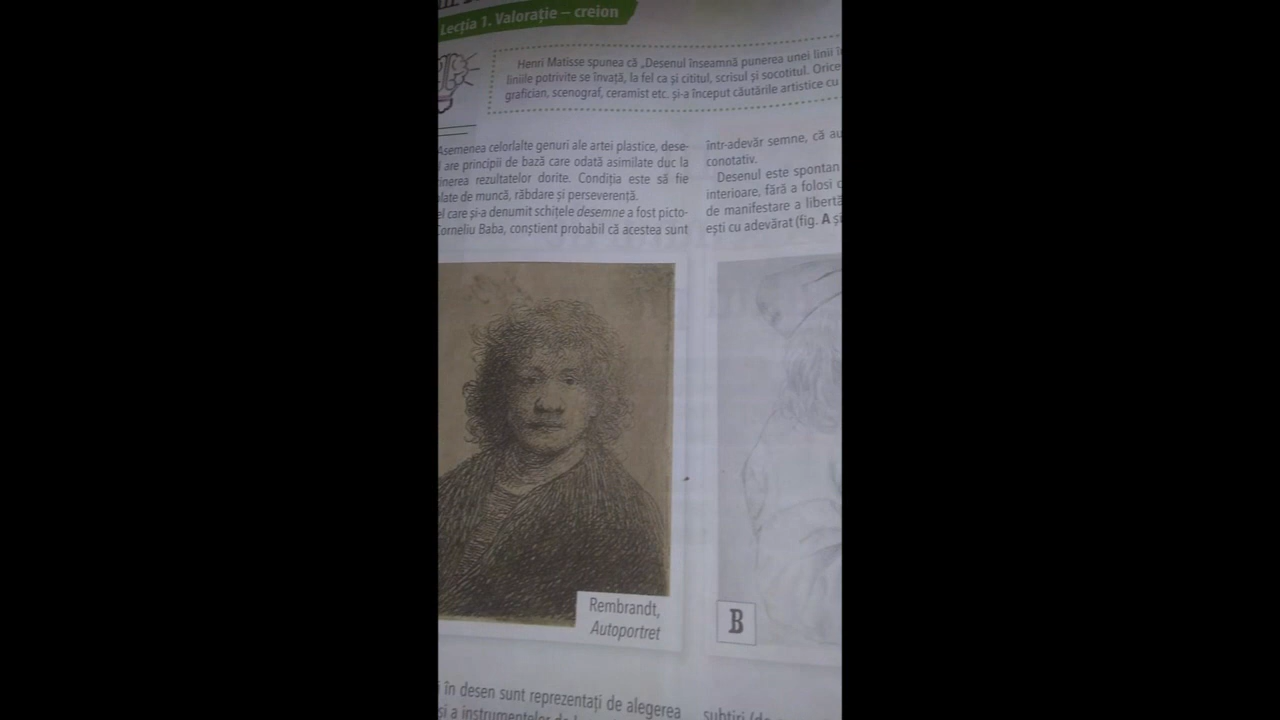 Lecția 1. Valorație – creion
Henri Matisse spunea că „Desenul înseamnă punerea unei linii
liniile potrivite se învață, la fel ca și cititul, scrisul și socotitul. Orice
grafician, scenograf, ceramist etc. și-a început căutările artistice cu
Asemenea celorlalte genuri ale artei plastice, dese-
are principii de bază care odată asimilate duc la
rezultatelor dorite. Condiția este să fie
de muncă, răbdare și perseverență.
care și-a denumit schițele desemne a fost picto-
Corneliu Baba, conștient probabil că acestea sunt
într-adevăr semne, că au
conotativ.
Desenul este spontan
interioare, fără a folosi
de manifestare a
ești cu adevărat (fig. A și
Rembrandt,
Autoportret
B
în desen sunt reprezentați de alegerea
și a